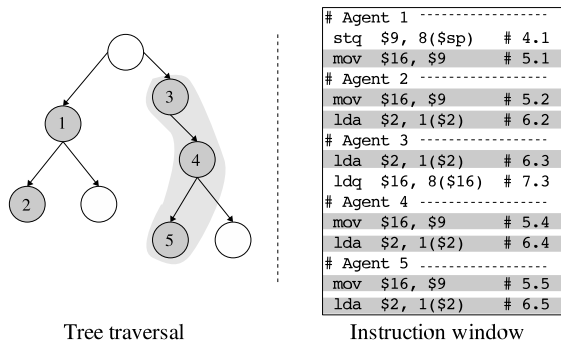 1
2
3
4
5
Tree traversal
# Agent 1 ------------------
stq $9, 8($sp) # 4.1
mov $16, $9 # 5.1
# Agent 2 ------------------
mov $16, $9 # 5.2
lda $2, 1($2) # 6.2
# Agent 3 ------------------
lda $2, 1($2) # 6.3
ldq $16, 8($16) # 7.3
# Agent 4 ------------------
mov $16, $9 # 5.4
lda $2, 1($2) # 6.4
# Agent 5 ------------------
mov $16, $9 # 5.5
lda $2, 1($2) # 6.5
Instruction window